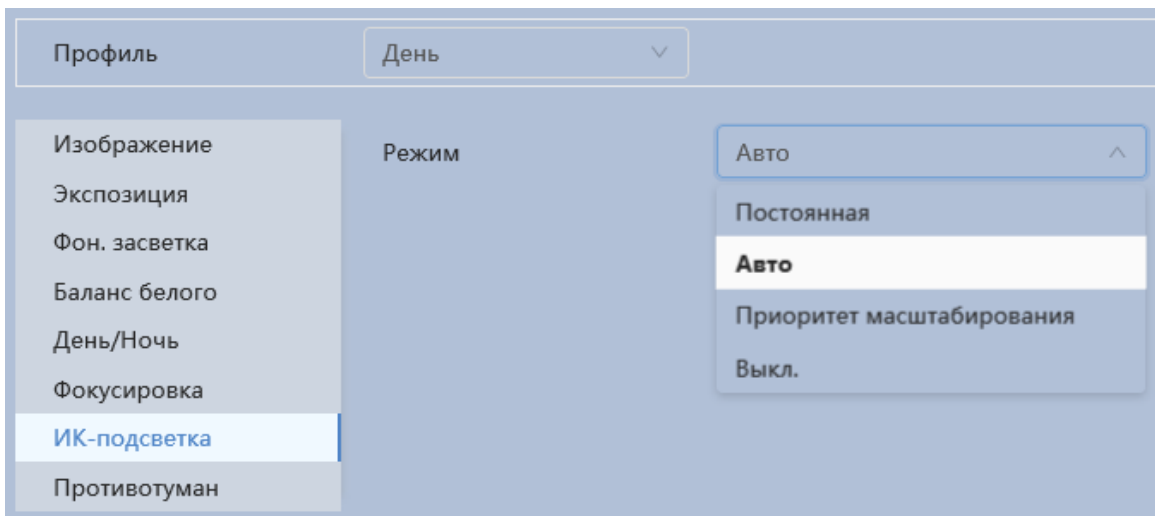 Профиль
День
Изображение
Экспозиция
Фон. засветка
Баланс белого
День/Ночь
Фокусировка
ИК-подсветка
Противотуман
Режим
Авто
Постоянная
Авто
Приоритет масштабирования
Выкл.